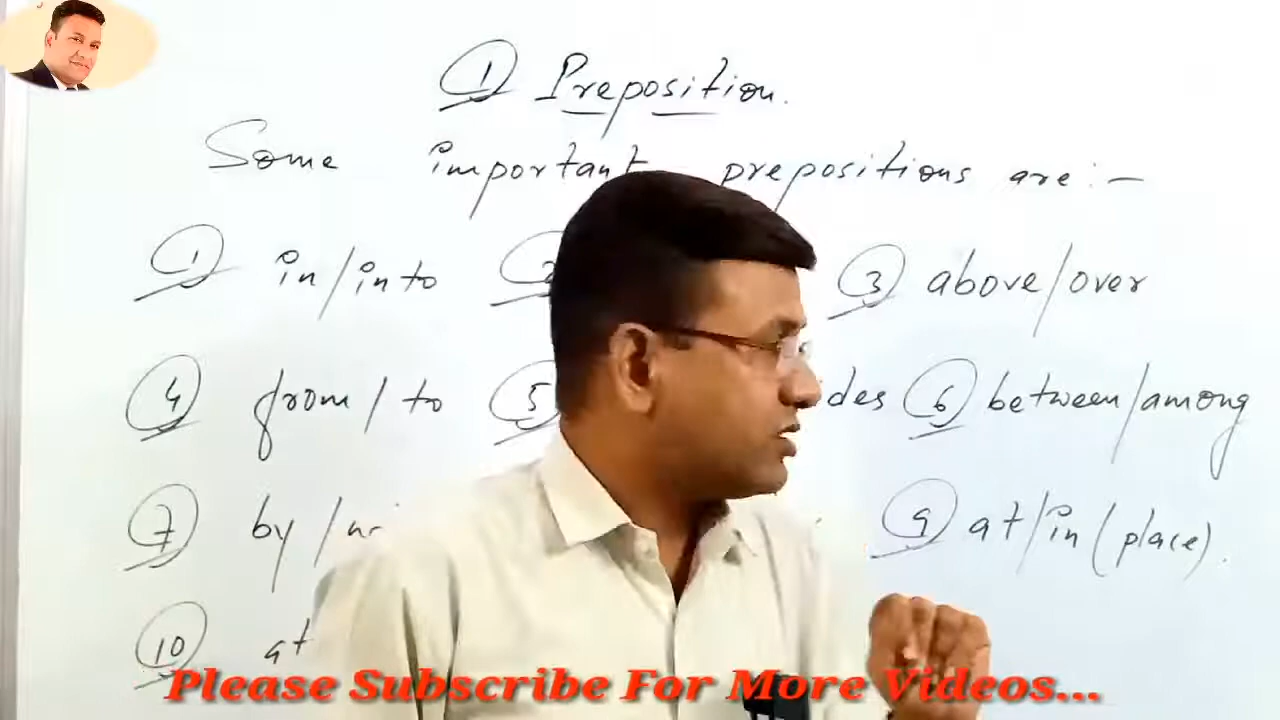 ① Preposition.
Some important prepositions are:-
① in/into ③ above/over
④ from/to ⑤ ⑥ between/among
⑦ by/ ⑨ at/in (place).
⑩ at
Please Subscribe For More Videos...